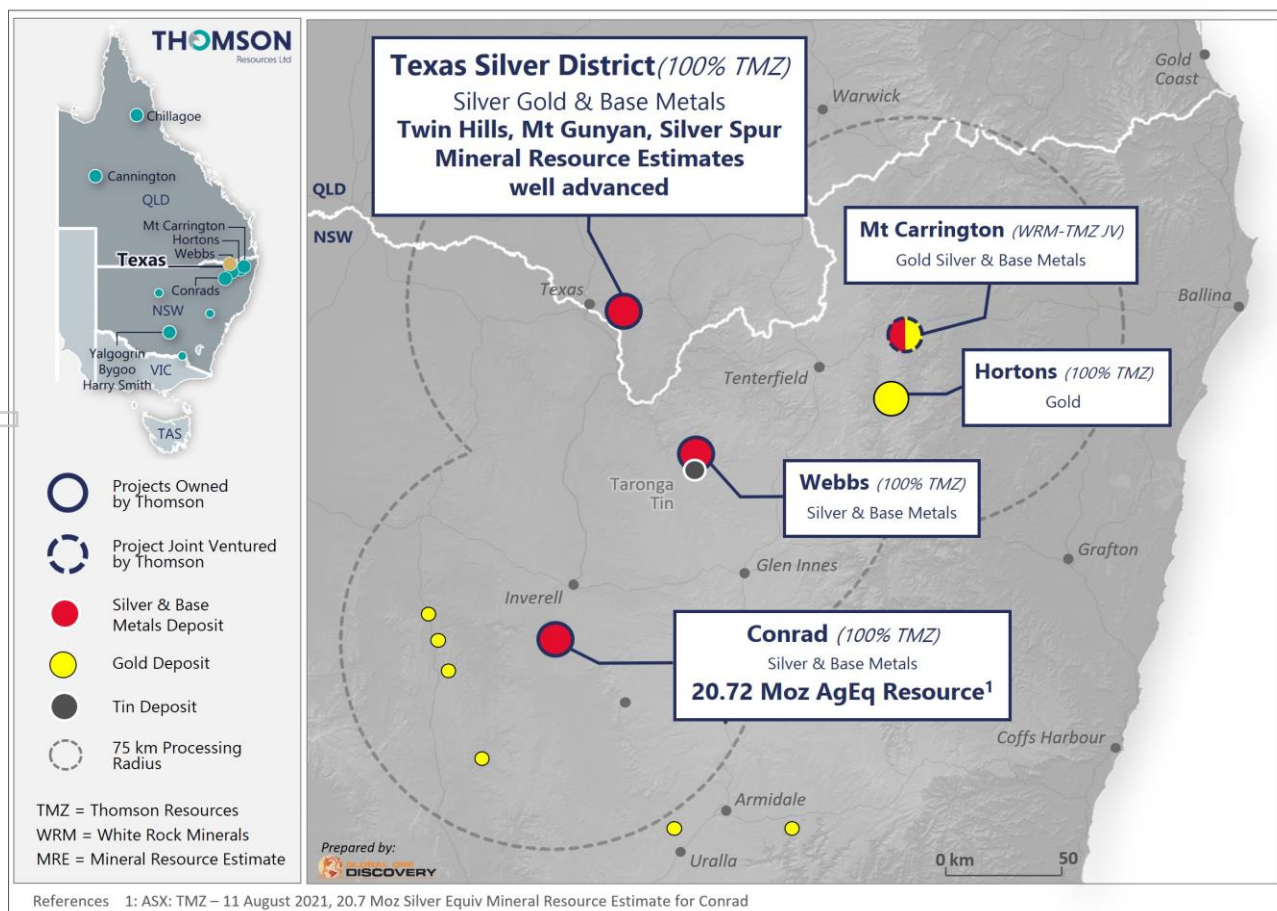 THOMSON
Resources Ltd
Chillagoe
Cannington
QLD
Mt Carrington
Hortons
Webbs
Texas
Conrads
NSW
Yalgogrin
Bygoo
Harry Smith
VIC
TAS
Projects Owned
by Thomson
Project Joint Ventured
by Thomson
Silver & Base
Metals Deposit
Gold Deposit
Tin Deposit
75 km Processing
Radius
TMZ = Thomson Resources
WRM = White Rock Minerals
MRE = Mineral Resource Estimate
Texas Silver District (100% TMZ)
Silver Gold & Base Metals
Twin Hills, Mt Gunyan, Silver Spur
Mineral Resource Estimates
well advanced
Gold
Coast
Warwick
QLD
NSW
Mt Carrington (WRM-TMZ JV)
Gold Silver & Base Metals
Texas
Ballina
Tenterfield
Hortons (100% TMZ)
Gold
Taronga
Tin
Webbs (100% TMZ)
Silver & Base Metals
Grafton
Glen Innes
Inverell
Conrad (100% TMZ)
Silver & Base Metals
20.72 Moz AgEq Resource¹
Coffs Harbour
Armidale
Uralla
Prepared by:
GLOBAL ORE
DISCOVERY
0 km 50
References 1: ASX: TMZ – 11 August 2021, 20.7 Moz Silver Equiv Mineral Resource Estimate for Conrad